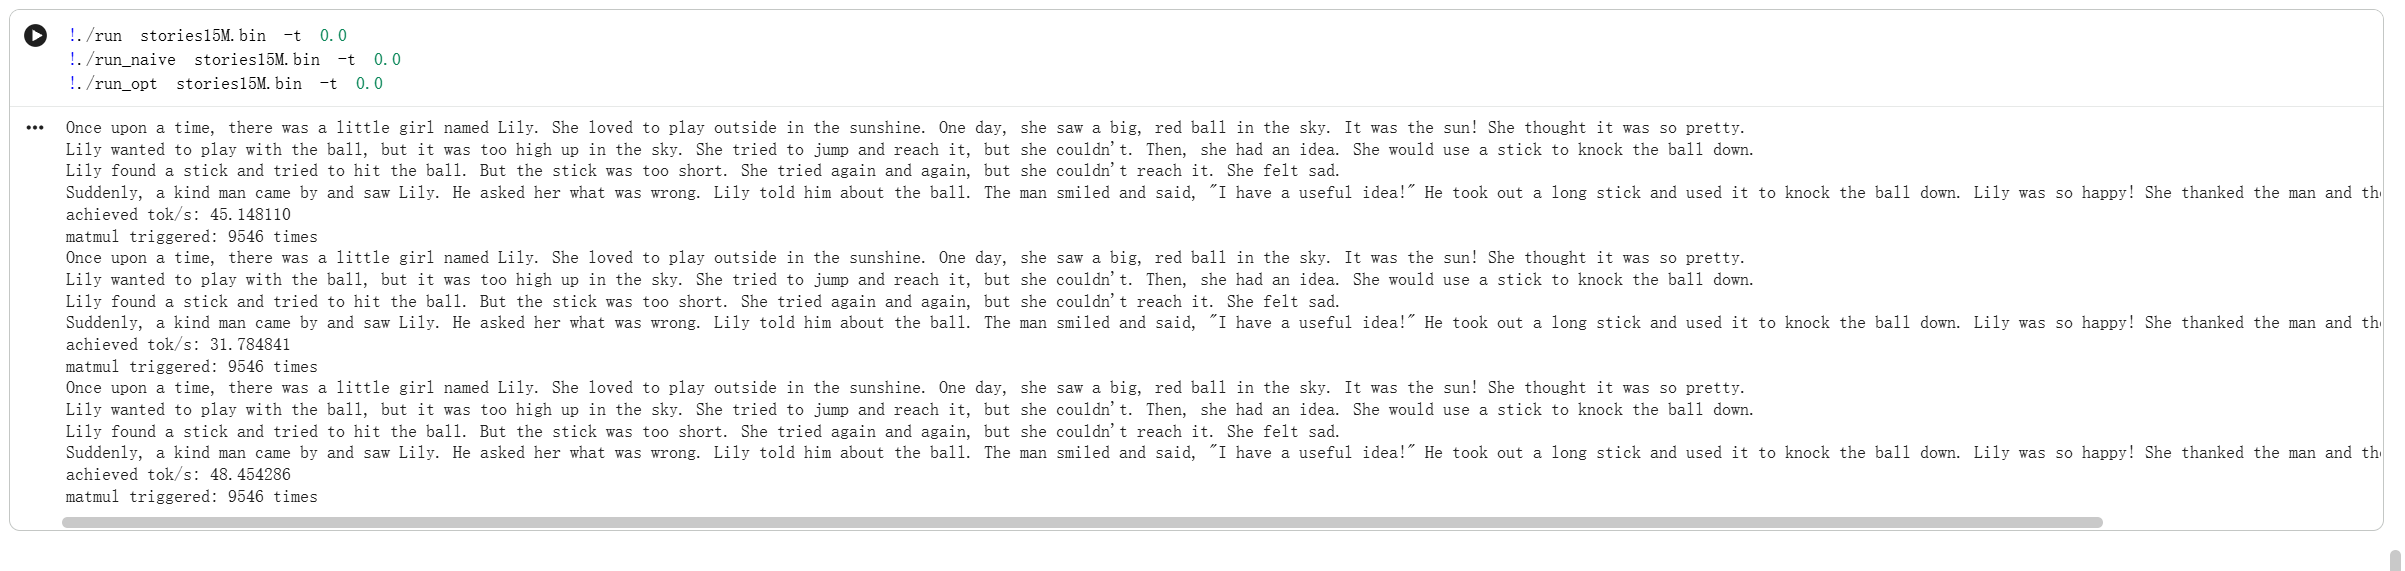 !./run stories15M.bin -t 0.0
!./run_naive stories15M.bin -t 0.0
!./run_opt stories15M.bin -t 0.0
Once upon a time, there was a little girl named Lily. She loved to play outside in the sunshine. One day, she saw a big, red ball in the sky. It was the sun! She thought it was so pretty.
Lily wanted to play with the ball, but it was too high up in the sky. She tried to jump and reach it, but she couldn't. Then, she had an idea. She would use a stick to knock the ball down.
Lily found a stick and tried to hit the ball. But the stick was too short. She tried again and again, but she couldn't reach it. She felt sad.
Suddenly, a kind man came by and saw Lily. He asked her what was wrong. Lily told him about the ball. The man smiled and said, "I have a useful idea!" He took out a long stick and used it to knock the ball down. Lily was so happy! She thanked the man and
achieved tok/s: 45.148110
matmul triggered: 9546 times
Once upon a time, there was a little girl named Lily. She loved to play outside in the sunshine. One day, she saw a big, red ball in the sky. It was the sun! She thought it was so pretty.
Lily wanted to play with the ball, but it was too high up in the sky. She tried to jump and reach it, but she couldn't. Then, she had an idea. She would use a stick to knock the ball down.
Lily found a stick and tried to hit the ball. But the stick was too short. She tried again and again, but she couldn't reach it. She felt sad.
Suddenly, a kind man came by and saw Lily. He asked her what was wrong. Lily told him about the ball. The man smiled and said, "I have a useful idea!" He took out a long stick and used it to knock the ball down. Lily was so happy! She thanked the man and
achieved tok/s: 31.784841
matmul triggered: 9546 times
Once upon a time, there was a little girl named Lily. She loved to play outside in the sunshine. One day, she saw a big, red ball in the sky. It was the sun! She thought it was so pretty.
Lily wanted to play with the ball, but it was too high up in the sky. She tried to jump and reach it, but she couldn't. Then, she had an idea. She would use a stick to knock the ball down.
Lily found a stick and tried to hit the ball. But the stick was too short. She tried again and again, but she couldn't reach it. She felt sad.
Suddenly, a kind man came by and saw Lily. He asked her what was wrong. Lily told him about the ball. The man smiled and said, "I have a useful idea!" He took out a long stick and used it to knock the ball down. Lily was so happy! She thanked the man and
achieved tok/s: 48.454286
matmul triggered: 9546 times